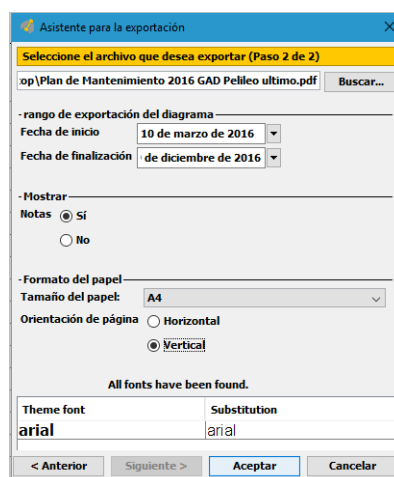 Asistente para la exportación
Seleccione el archivo que desea exportar (Paso 2 de 2)
op\Plan de Mantenimiento 2016 GAD Pelileo ultimo.pdf Buscar...
rango de exportación del diagrama
Fecha de inicio 10 de marzo de 2016
Fecha de finalización de diciembre de 2016
Mostrar
Notas Sí
No
Formato del papel
Tamaño del papel: A4
Orientación de página Horizontal
Vertical
All fonts have been found.
Theme font Substitution
arial arial
< Anterior Siguiente > Aceptar Cancelar